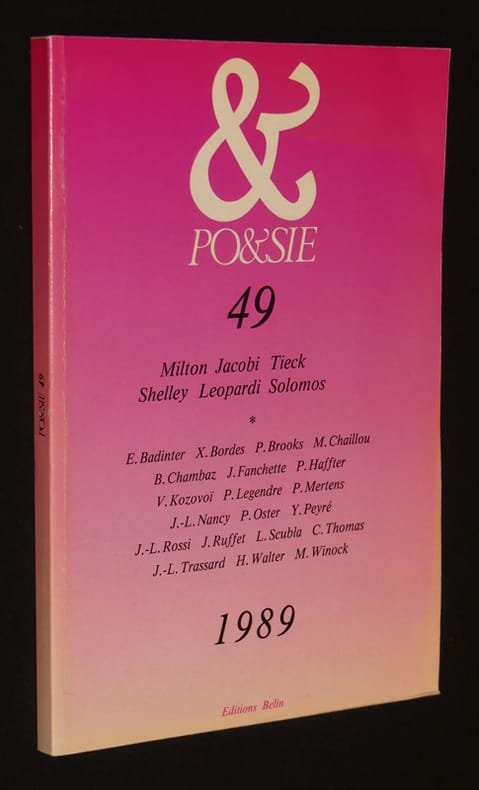 &
PO&SIE
49
Milton Jacobi Tieck
Shelley Leopardi Solomos
*
E. Badinter X. Bordes P. Brooks M. Chaillou
B. Chambaz J. Fanchette P. Haffter
V. Kozovoï P. Legendre P. Mertens
J.-L. Nancy P. Oster Y. Peyré
J.-L. Rossi J. Ruffet L. Scubla C. Thomas
J.-L. Trassard H. Walter M. Winock
1989
Editions Belin
PO&SIE 49